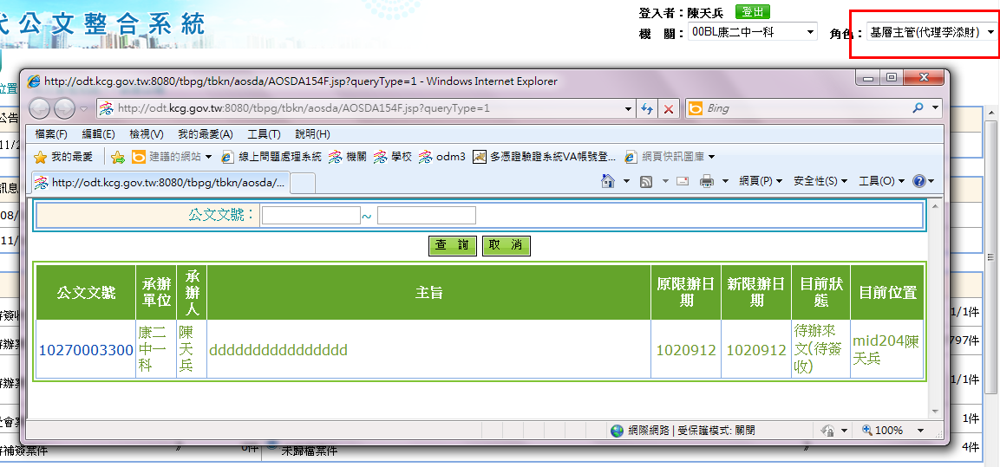 代公文整合系統
登入者：陳天兵 登出
機 關：00BL康二中一科 角色：基層主管(代理李添財)
位置
公告
11/2
訊息
08/
11/
http://odt.kcg.gov.tw:8080/tbpg/tbkn/aosda/AOSDA154F.jsp?queryType=1 - Windows Internet Explorer
http://odt.kcg.gov.tw:8080/tbpg/tbkn/aosda/AOSDA154F.jsp?queryType=1 Bing
檔案(F) 編輯(E) 檢視(V) 我的最愛(A) 工具(T) 說明(H)
我的最愛 建議的網站 線上問題處理系統 機關 學校 odm3 多憑證驗證系統VA帳號登... 網頁快訊圖庫
http://odt.kcg.gov.tw:8080/tbpg/tbkn/aosda/... 網頁(P) 安全性(S) 工具(O)
公文文號： ~
查 詢 取 消
公文文號 承辦單位 承辦人 主旨 原限辦日期 新限辦日期 目前狀態 目前位置
10270003300 康二中一科 陳天兵 dddddddddddddddd 1020912 1020912 待辦來文(待簽收) mid204陳天兵
網際網路 | 受保護模式: 關閉 100%
簽收 1/1件
辦案 797件
辦案 1/1件
會案 1件
補簽案件 0件 未歸檔案件 4件